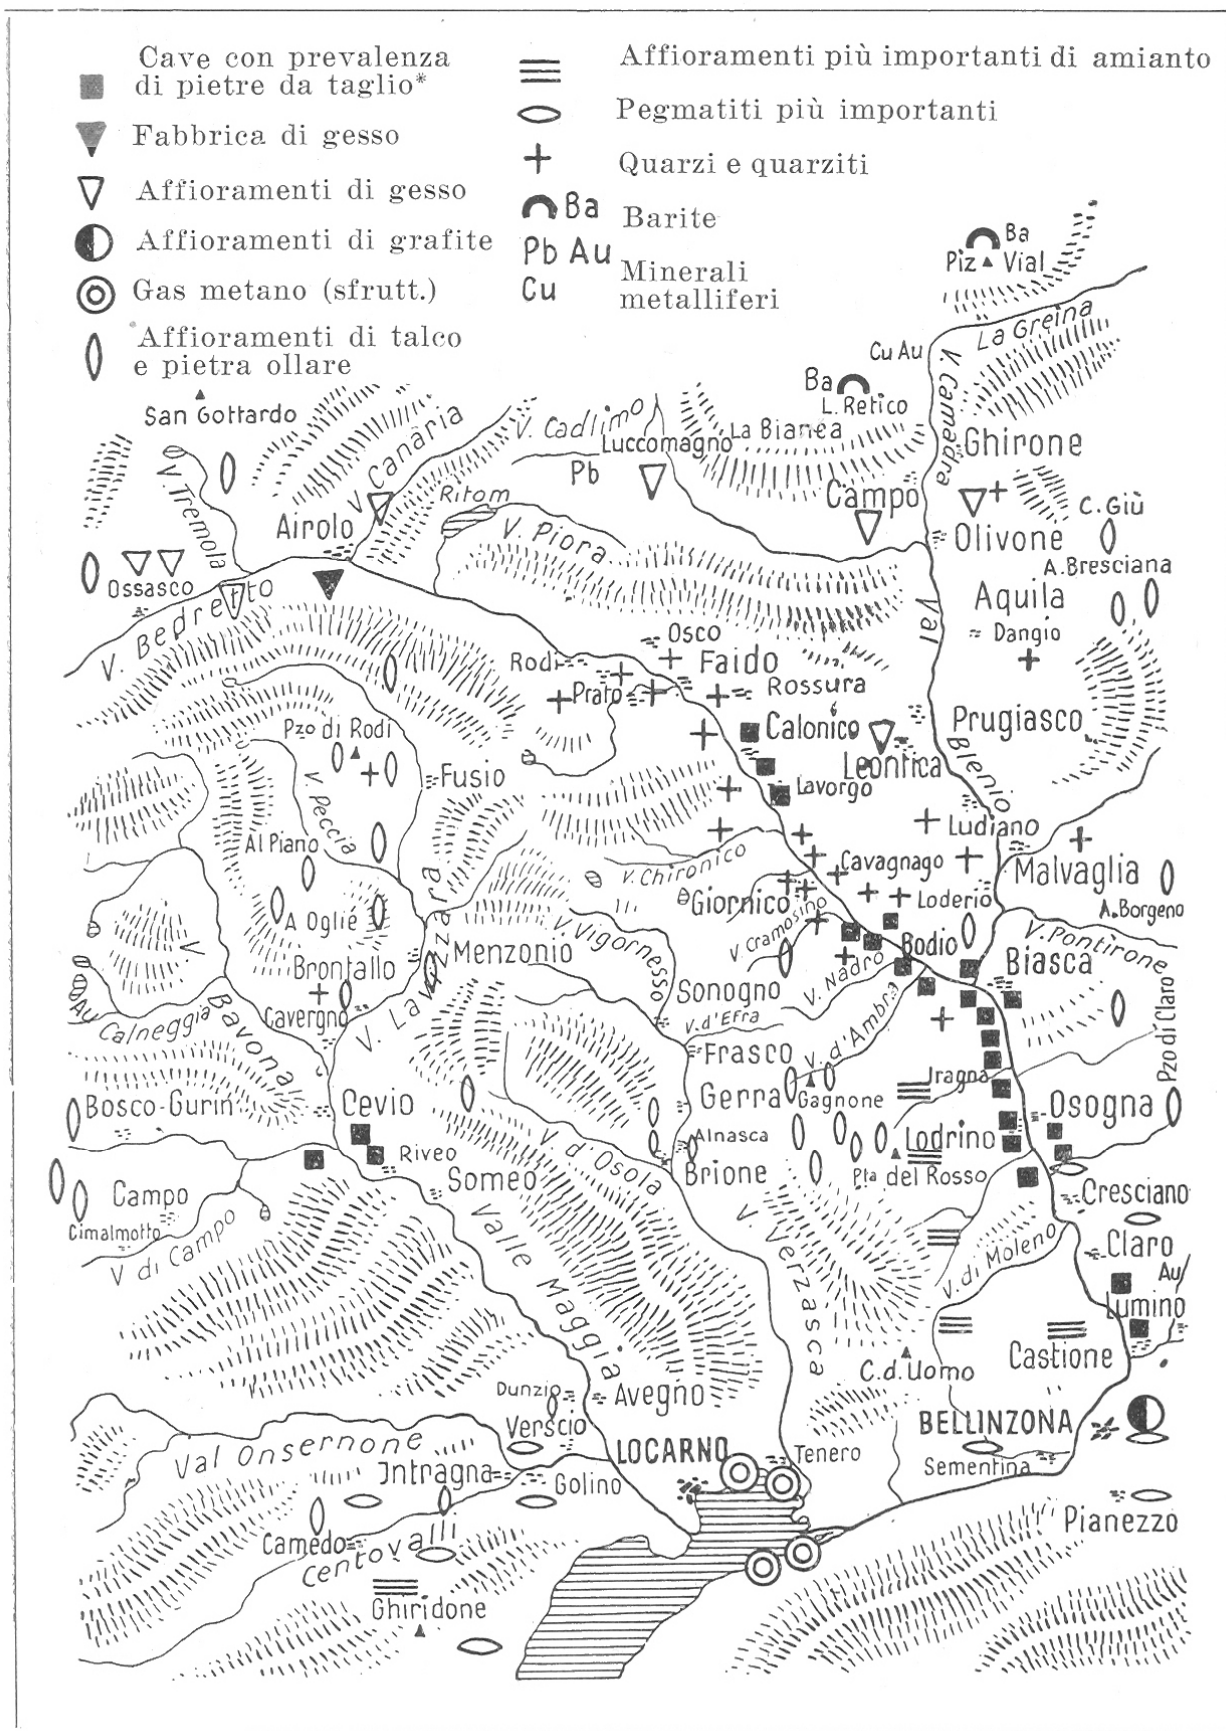 Cave con prevalenza
di pietre da taglio*
Fabbrica di gesso
Affioramenti di gesso
Affioramenti di grafite
Gas metano (sfrutt.)
Affioramenti di talco
e pietra ollare
Affioramenti più importanti di amianto
Pegmatiti più importanti
Quarzi e quarziti
Ba Barite
Pb Au
Cu
Minerali
metalliferi
Ba
Piz Vial
La Greina
Cu Au
V. Camadra
Ba
L. Retico
San Gottardo
V. Canària
V. Cadlimo
Luccomagno
La Bianca
Ghirone
Pb
V. Tremola
Ritom
Campo
C. Giù
Airolo
V. Piora
Olivone
A. Bresciana
Ossasco
Aquila
V. Bedretto
Val Blenio
Dangio
Osco
Rodi
Faido
Prato
Rossura
Pzo di Rodi
Calonico
Prugiasco
Leontica
Fusio
V. Peccia
Lavorgo
Ludiano
Al Piano
V. Chironico
Cavagnago
Malvaglia
Giornico
Loderio
A. Borgeno
A Oglié
V. Cramosino
V. Vigornesso
Menzonio
Bodio
V. Pontirone
Biasca
Brontallo
V. Nadro
Sonogno
Au
Cavergno
V. Lavizzara
V. d'Efra
V. d'Ambra
Calneggia
V. Bavona
Frasco
Pzo di Claro
Jragna
Gerra
Gagnone
Bosco-Gurin
Cevio
Osogna
Alnasca
Lodrino
Riveo
V. d'Osola
Brione
Pta del Rosso
Campo
Someo
Cresciano
Cimalmotto
V. di Campo
V. Verzasca
Claro
V. di Moleno
Au
Valle Maggia
Lumino
Castione
C. d. Uomo
Dunzio
Avegno
Verscio
BELLINZONA
Val Onsernone
LOCARNO
Tenero
Intragna
Golino
Sementina
Pianezzo
Camedo
Centovalli
Ghiridone